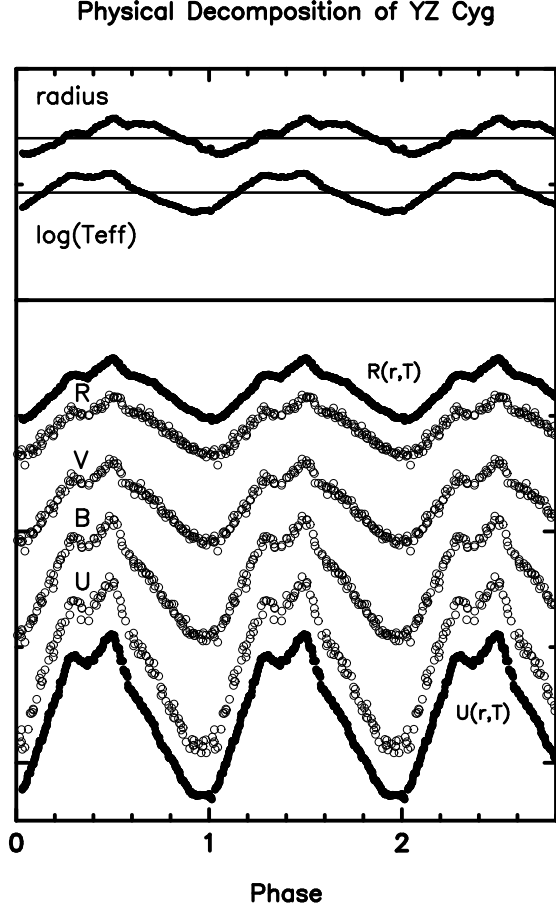 Physical Decomposition of YZ Cyg
radius
log(Teff)
R(r,T)
R
V
B
U
U(r,T)
0 1 2
Phase